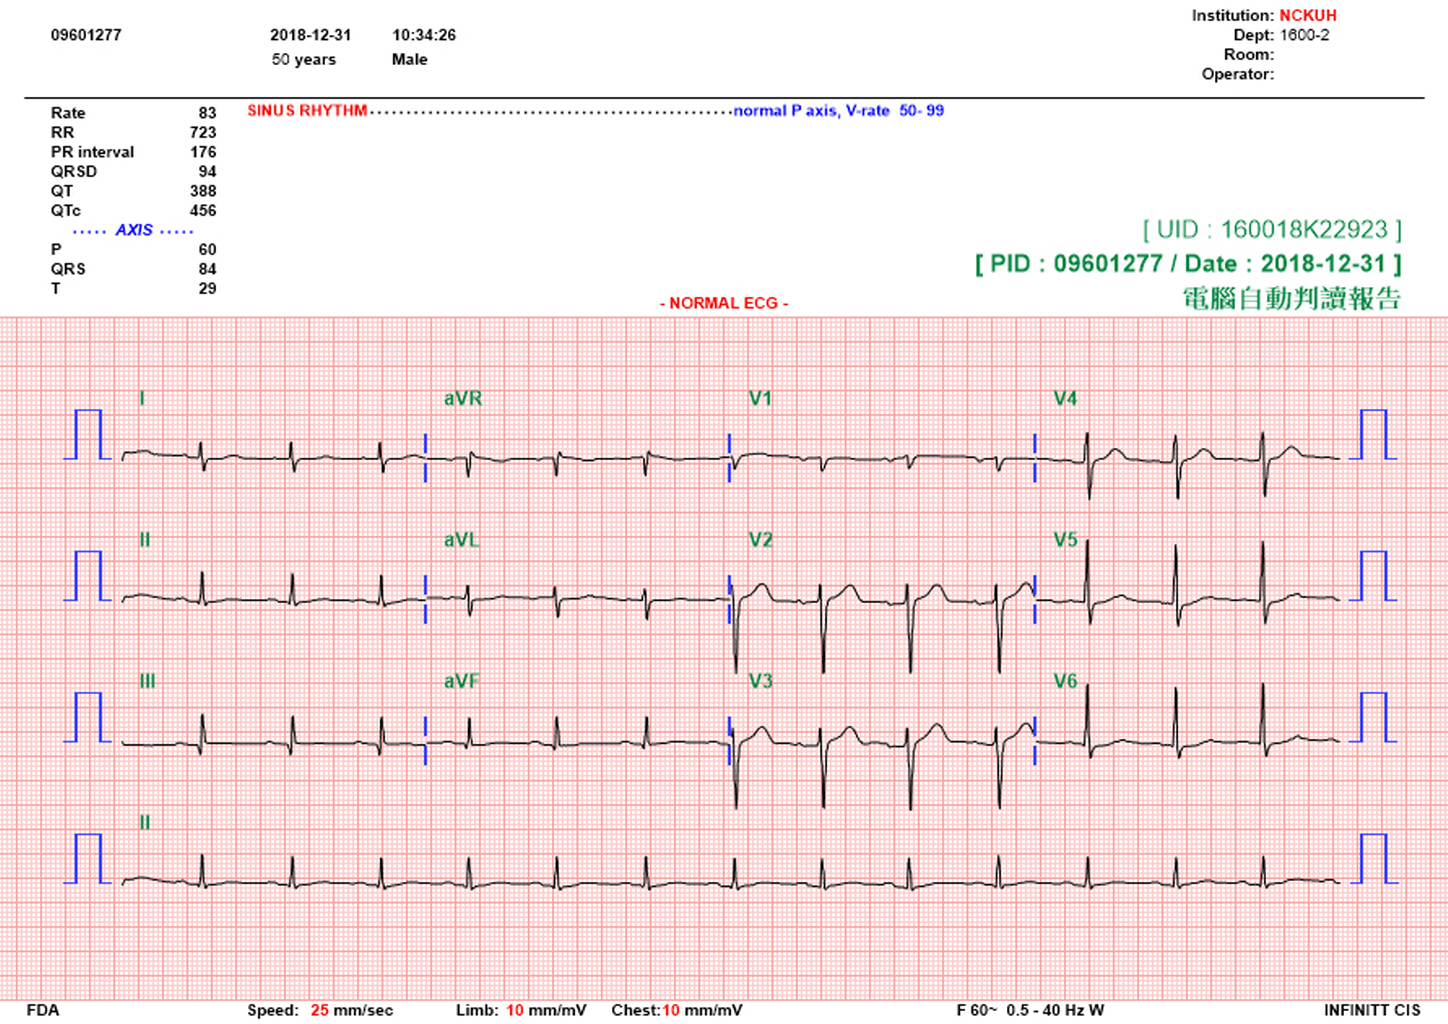 Institution: NCKUH
09601277 2018-12-31 10:34:26 Dept: 1600-2
50 years Male Room:
Operator:
Rate 83 SINUS RHYTHM normal P axis, V-rate 50- 99
RR 723
PR interval 176
QRSD 94
QT 388
QTc 456
AXIS
P 60
QRS 84
T 29
[ UID : 160018K22923 ]
[ PID : 09601277 / Date : 2018-12-31 ]
電腦自動判讀報告
- NORMAL ECG -
I aVR V1 V4
II aVL V2 V5
III aVF V3 V6
II
FDA Speed: 25 mm/sec Limb: 10 mm/mV Chest:10 mm/mV F 60~ 0.5 - 40 Hz W INFINITT CIS